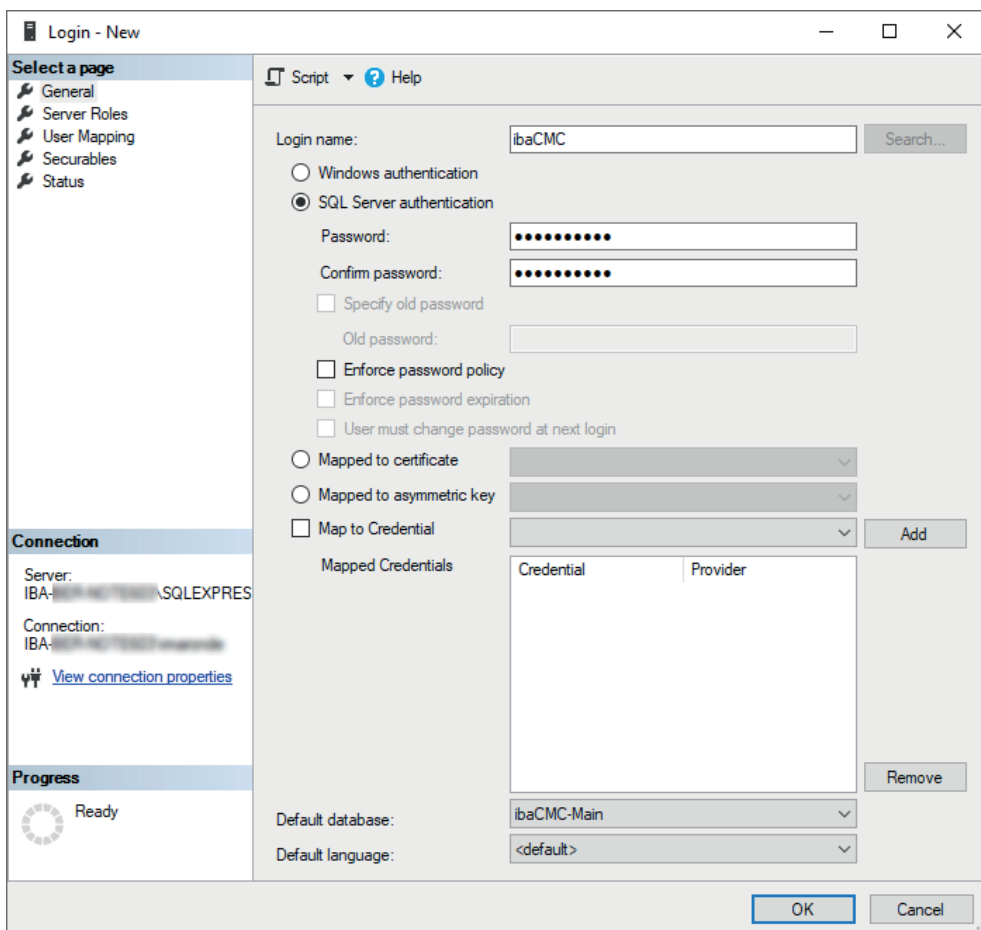 Login - New
Select a page
General
Server Roles
User Mapping
Securables
Status
Connection
Server:
IBA- \SQLEXPRES
Connection:
IBA-
View connection properties
Progress
Ready
Script Help
Login name: ibaCMC Search...
Windows authentication
SQL Server authentication
Password: ●●●●●●●●●●
Confirm password: ●●●●●●●●●●
Specify old password
Old password:
Enforce password policy
Enforce password expiration
User must change password at next login
Mapped to certificate
Mapped to asymmetric key
Map to Credential Add
Mapped Credentials Credential Provider
Remove
Default database: ibaCMC-Main
Default language: <default>
OK Cancel